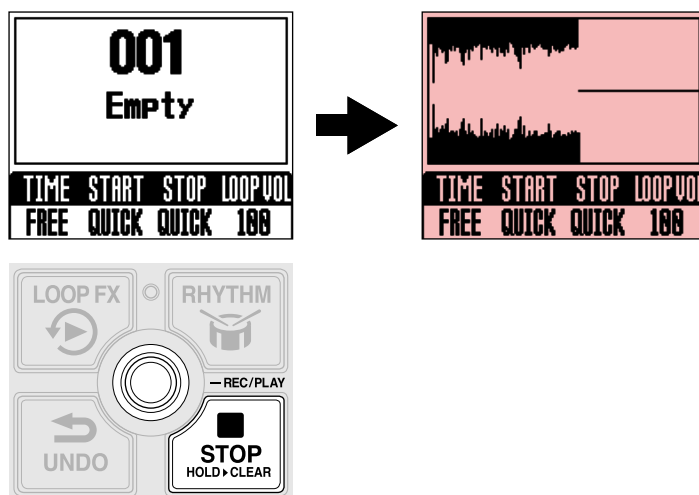 001
Empty
TIME START STOP LOOPVOL
FREE QUICK QUICK 100
TIME START STOP LOOPVOL
FREE QUICK QUICK 100
LOOP FX
RHYTHM
– REC/PLAY
UNDO
STOP
HOLD ▸ CLEAR